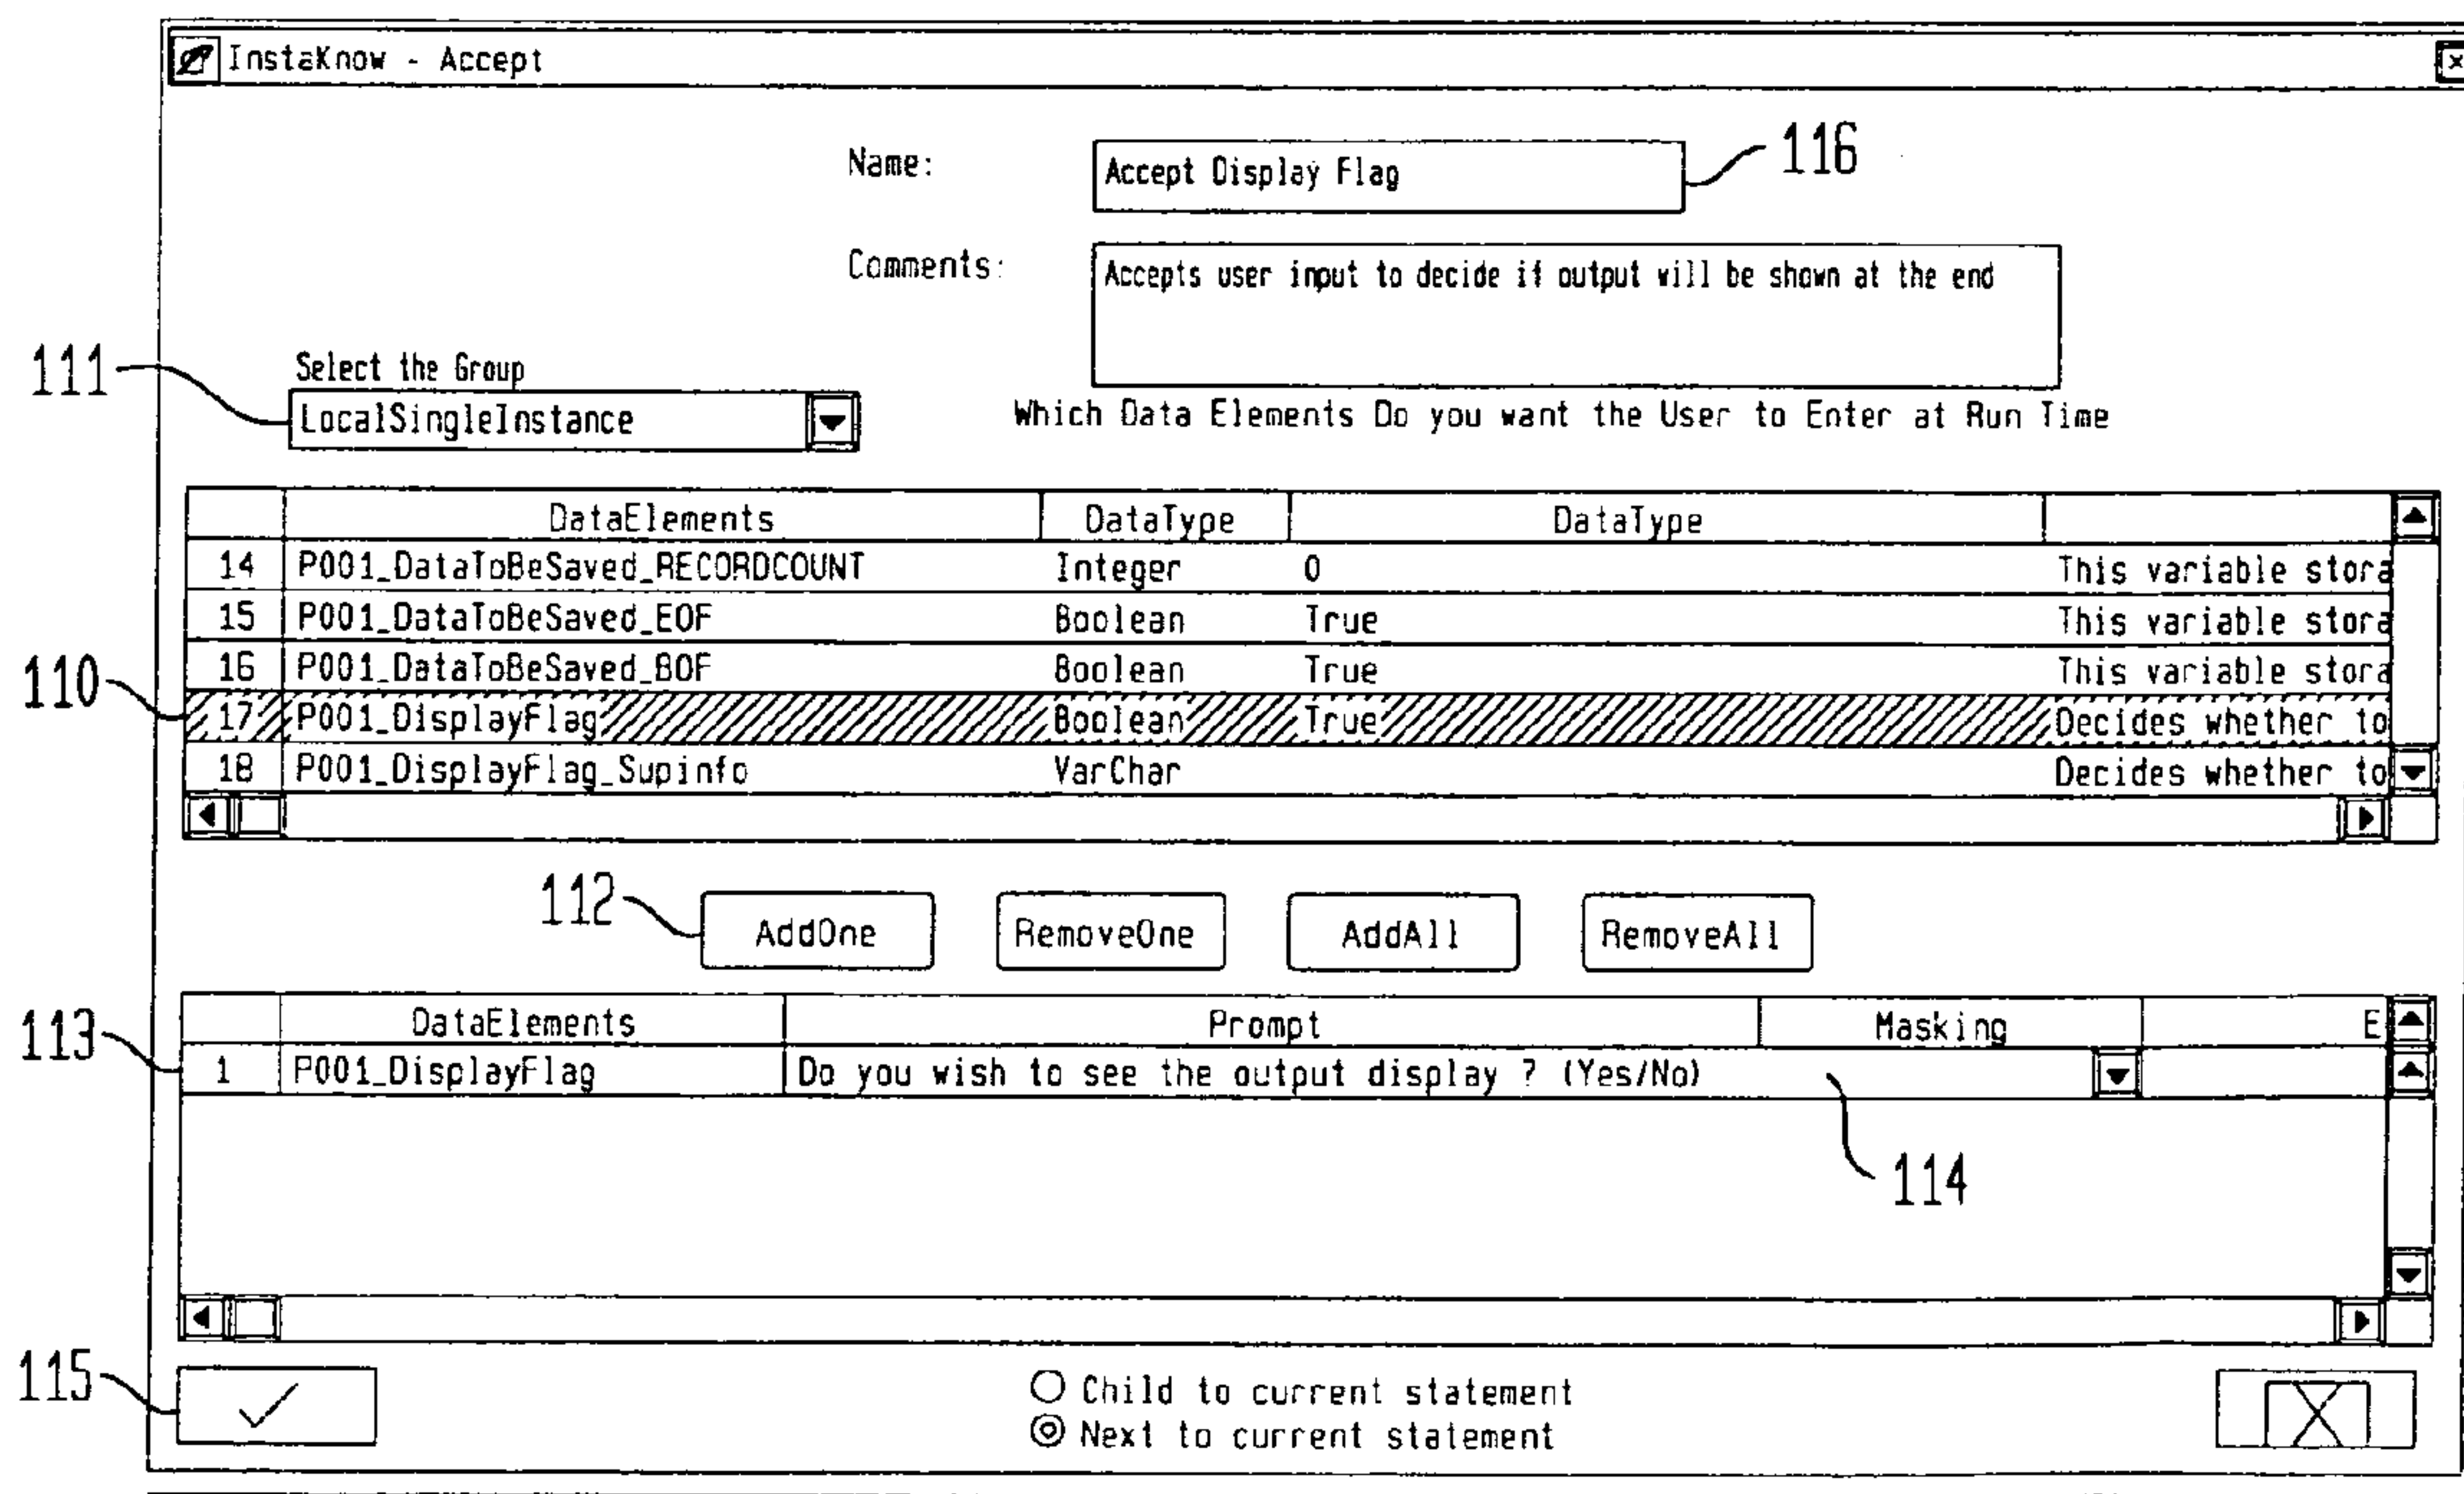 InstaKnow - Accept
Name:
Accept Display Flag
116
Comments:
Accepts user input to decide if output will be shown at the end
111
Select the Group
LocalSingleInstance
Which Data Elements Do you want the User to Enter at Run Time
DataElements DataType DataType
14 P001_DataToBeSaved_RECORDCOUNT Integer 0 This variable stora
15 P001_DataToBeSaved_EOF Boolean True This variable stora
16 P001_DataToBeSaved_BOF Boolean True This variable stora
110
17 P001_DisplayFlag Boolean True Decides whether to
18 P001_DisplayFlag_Supinfo VarChar Decides whether to
112
AddOne RemoveOne AddAll RemoveAll
113
DataElements Prompt Masking E
1 P001_DisplayFlag Do you wish to see the output display ? (Yes/No)
114
115
Child to current statement
Next to current statement